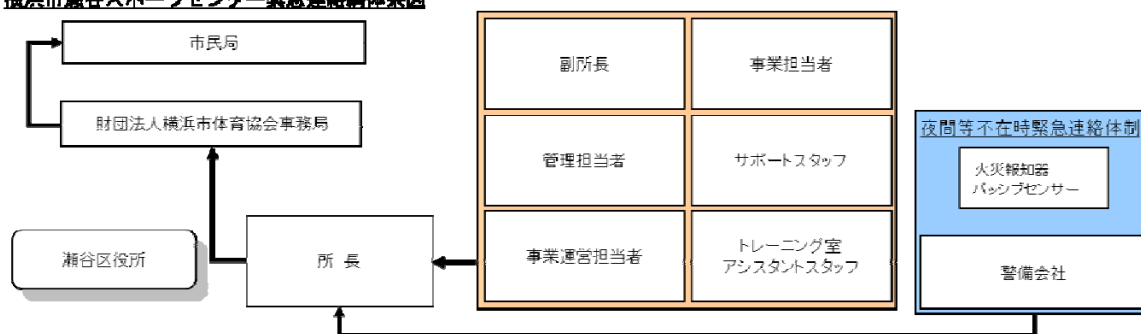 横浜市瀬谷スポーツセンター緊急連絡網体系図
市民局
財団法人横浜市体育協会事務局
瀬谷区役所
所 長
副所長
事業担当者
管理担当者
サポートスタッフ
事業運営担当者
トレーニング室
アシスタントスタッフ
夜間等不在時緊急連絡体制
火災報知器
パッシブセンサー
警備会社